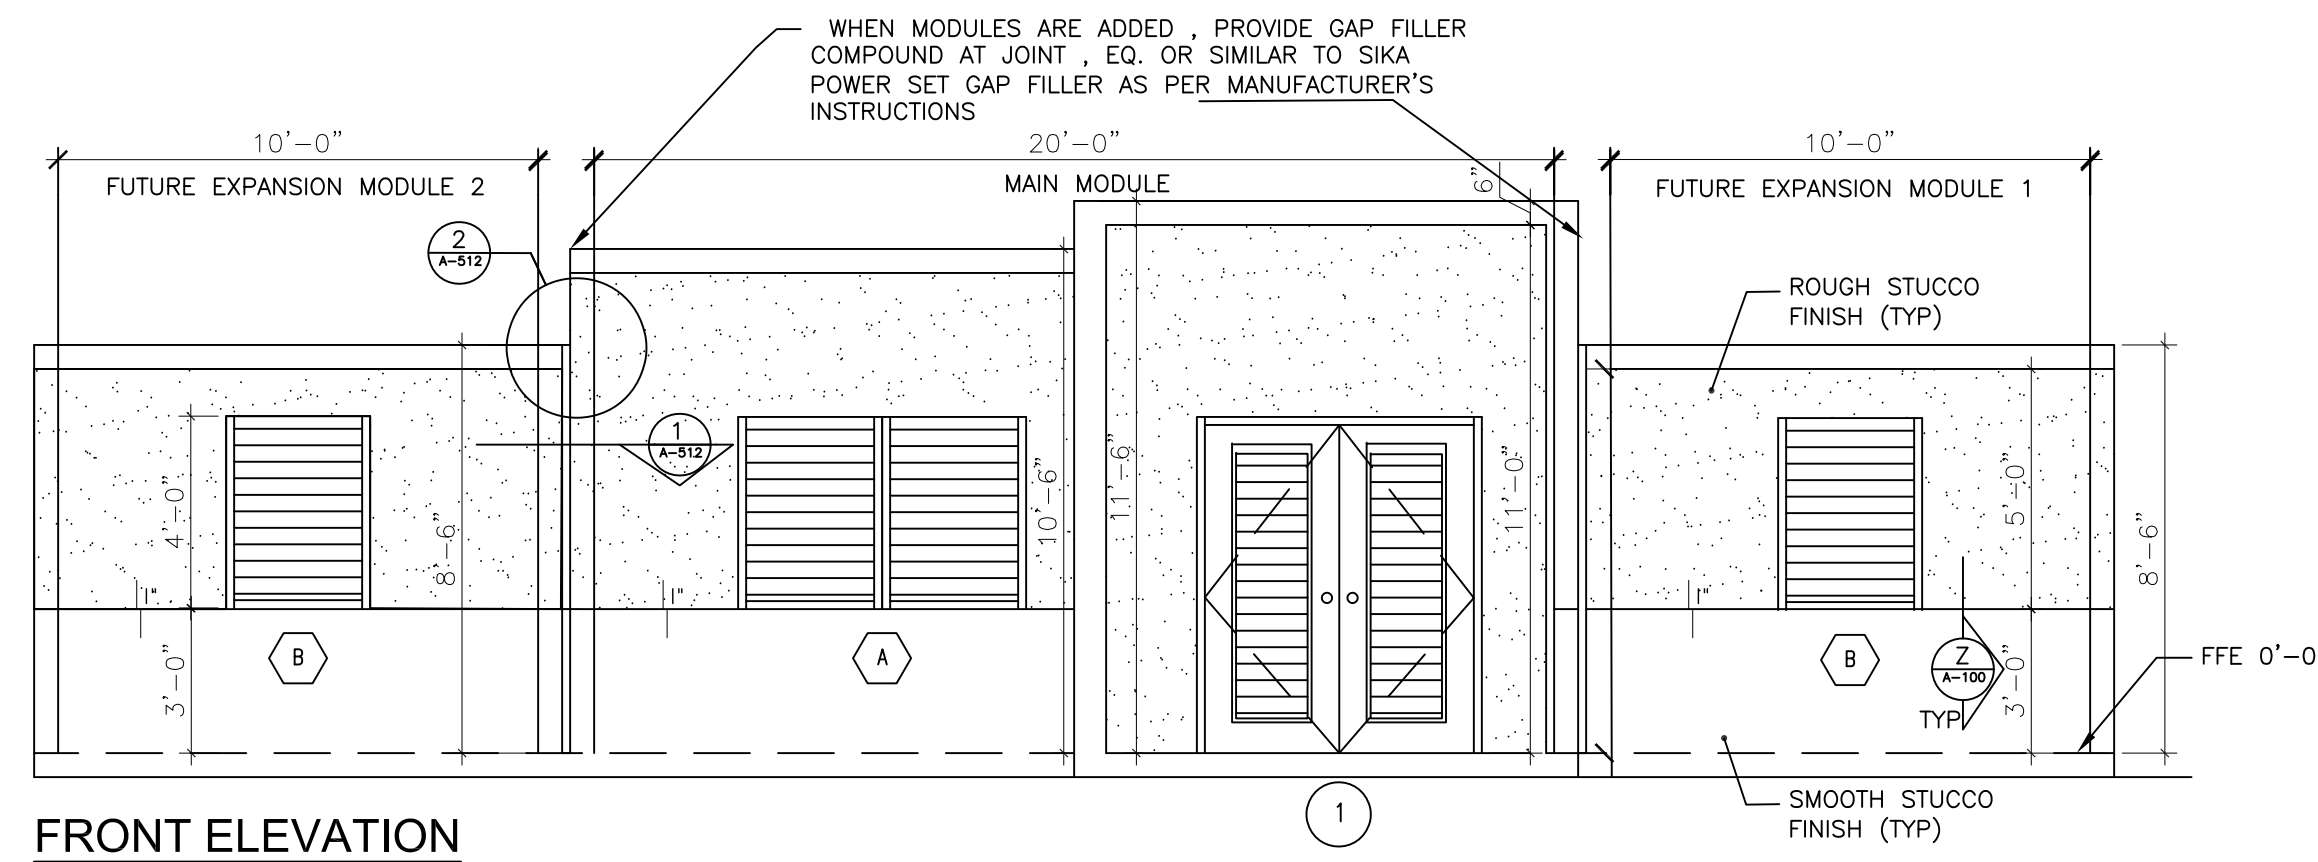 WHEN MODULES ARE ADDED , PROVIDE GAP FILLER
COMPOUND AT JOINT , EQ. OR SIMILAR TO SIKA
POWER SET GAP FILLER AS PER MANUFACTURER'S
INSTRUCTIONS
10'-0"
20'-0"
10'-0"
FUTURE EXPANSION MODULE 2
MAIN MODULE
6"
FUTURE EXPANSION MODULE 1
2
A-512
ROUGH STUCCO
FINISH (TYP)
1
A-512
4'-0"
8'-6"
10'-6"
11'-6"
11'-0"
5'-0"
8'-6"
1"
1"
1"
B
A
B
3'-0"
Z
A-100
TYP
3'-0"
FFE 0'-0
1
SMOOTH STUCCO
FINISH (TYP)
FRONT ELEVATION